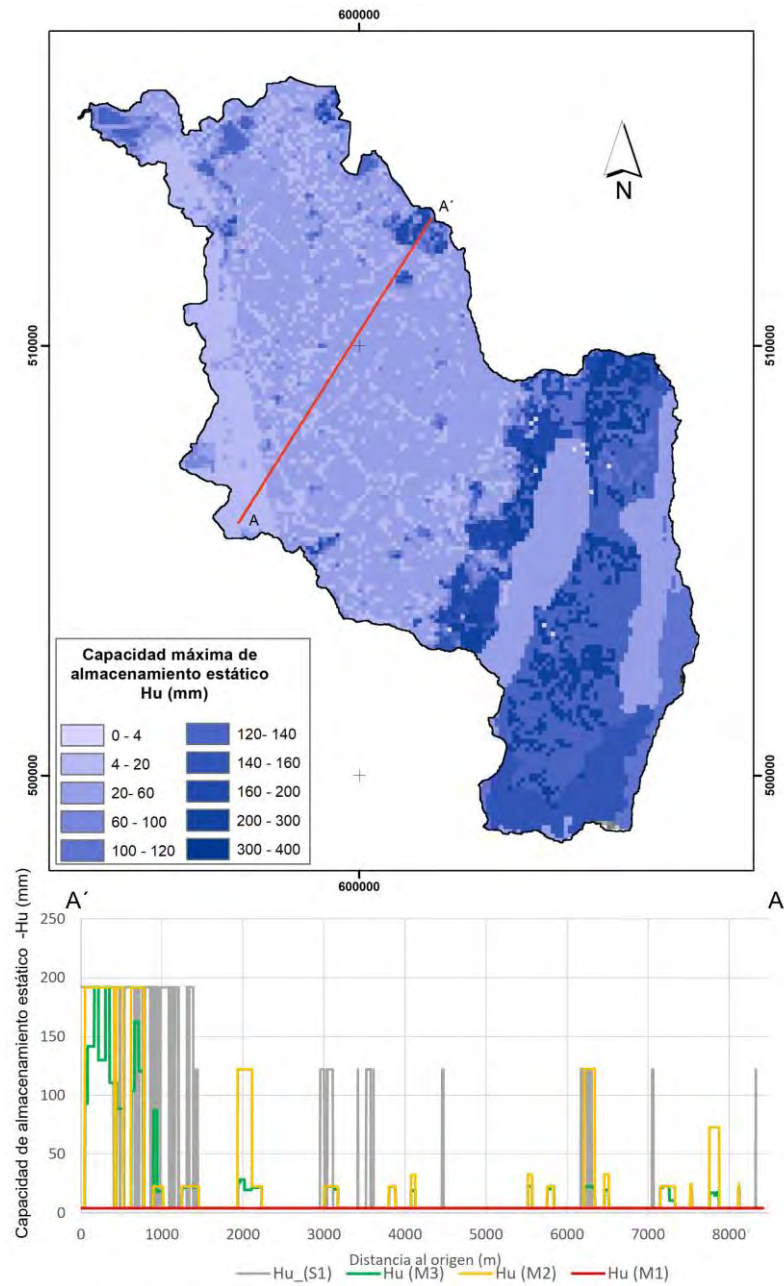 600000
A´
N
510000
510000
A
Capacidad máxima de
almacenamiento estático
Hu (mm)
0 - 4
120- 140
4 - 20
140 - 160
20- 60
160 - 200
60 - 100
200 - 300
100 - 120
300 - 400
500000
500000
600000
A´
A
Capacidad de almacenamiento estático -Hu (mm)
250
200
150
100
50
0
0
1000
2000
3000
4000
5000
6000
7000
8000
Distancia al origen (m)
Hu_(S1)
Hu (M3)
Hu (M2)
Hu (M1)